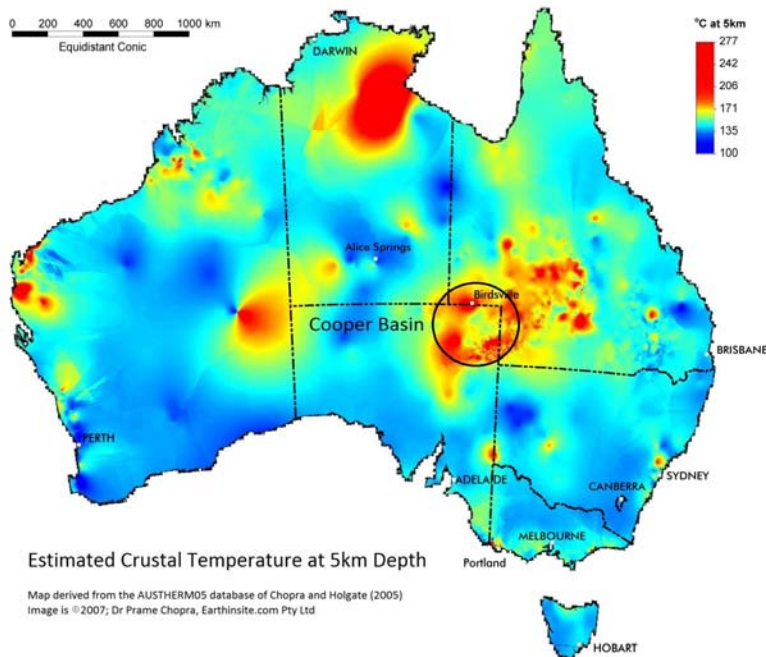 0 200 400 600 800 1000 km
Equidistant Conic
°C at 5km
277
242
206
171
135
100
DARWIN
Alice Springs
Birdsville
Cooper Basin
BRISBANE
PERTH
ADELAIDE
SYDNEY
CANBERRA
MELBOURNE
Portland
HOBART
Estimated Crustal Temperature at 5km Depth
Map derived from the AUSTHERM05 database of Chopra and Holgate (2005)
Image is ©2007; Dr Prame Chopra, Earthinsite.com Pty Ltd